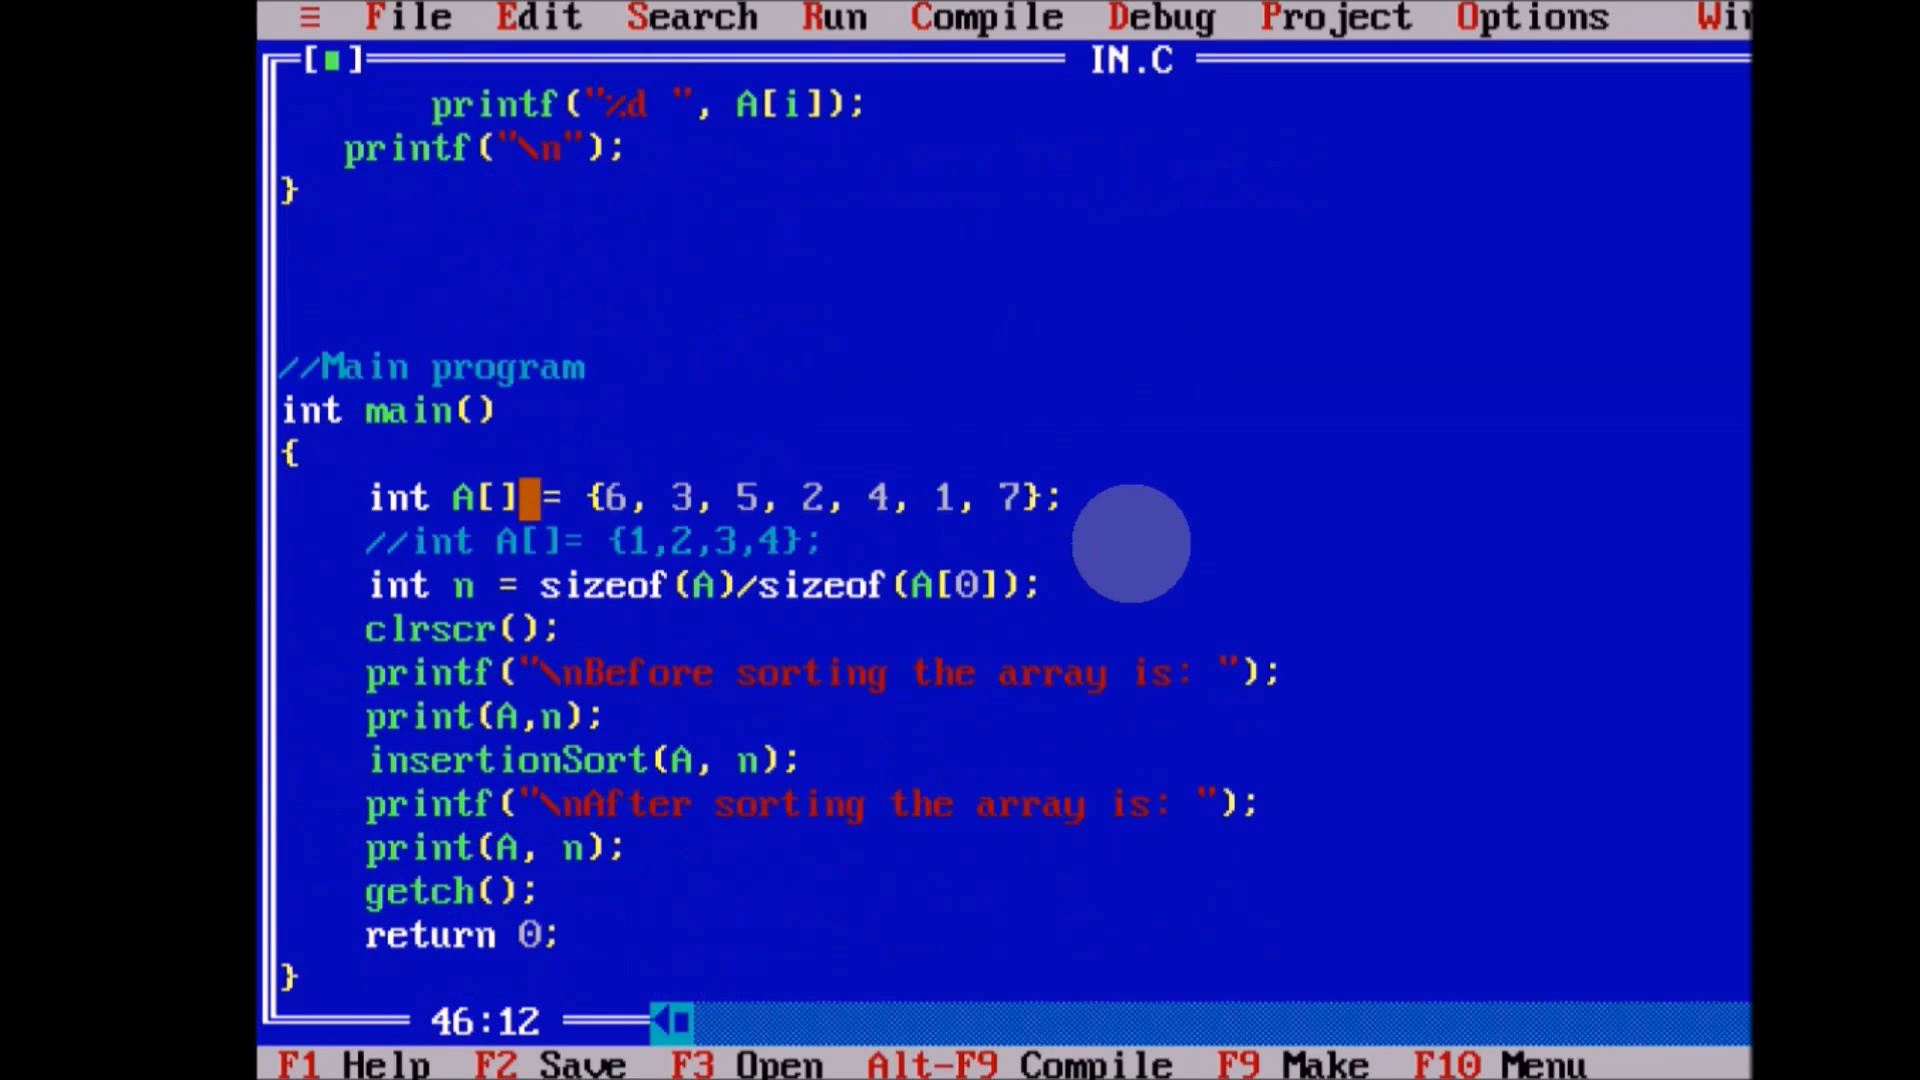 ≡ File Edit Search Run Compile Debug Project Options Win
[■] IN.C
printf("%d ", A[i]);
printf("\n");
}
//Main program
int main()
{
int A[] = {6, 3, 5, 2, 4, 1, 7};
//int A[]= {1,2,3,4};
int n = sizeof(A)/sizeof(A[0]);
clrscr();
printf("\nBefore sorting the array is: ");
print(A,n);
insertionSort(A, n);
printf("\nAfter sorting the array is: ");
print(A, n);
getch();
return 0;
}
46:12
F1 Help F2 Save F3 Open Alt-F9 Compile F9 Make F10 Menu